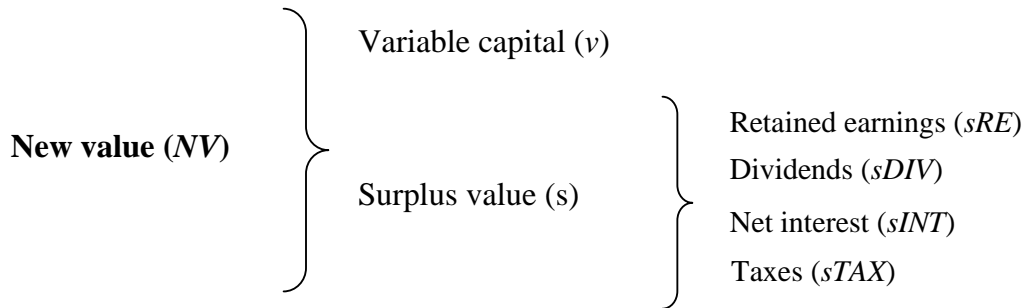 Variable capital (v)
New value (NV)
Surplus value (s)
Retained earnings (sRE)
Dividends (sDIV)
Net interest (sINT)
Taxes (sTAX)